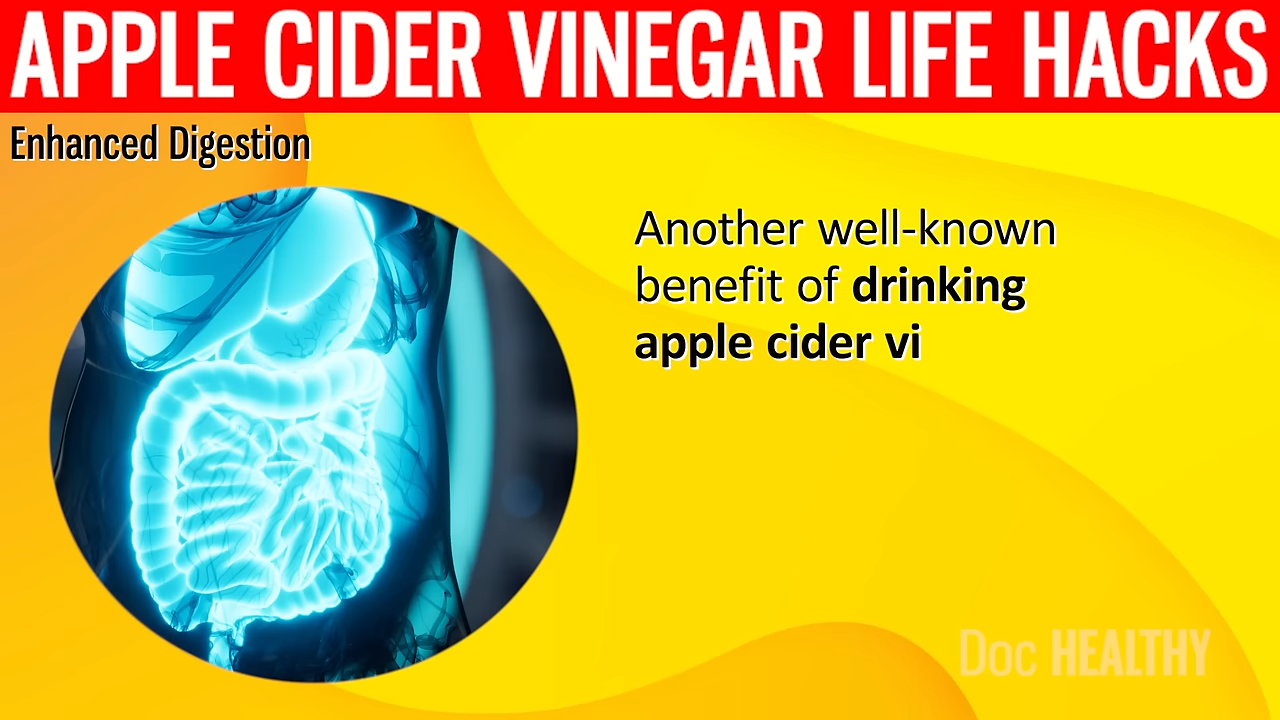 APPLE CIDER VINEGAR LIFE HACKS
Enhanced Digestion
Another well-known
benefit of drinking
apple cider vi
Doc HEALTHY